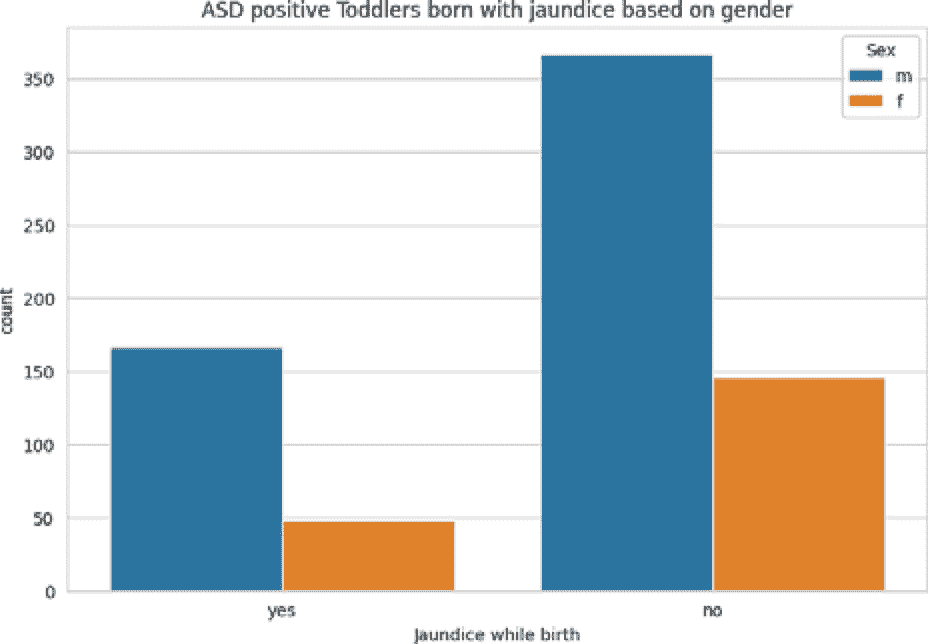 ASD positive Toddlers born with jaundice based on gender
Sex
m
f
350
300
250
200
150
100
50
0
count
yes
no
Jaundice while birth